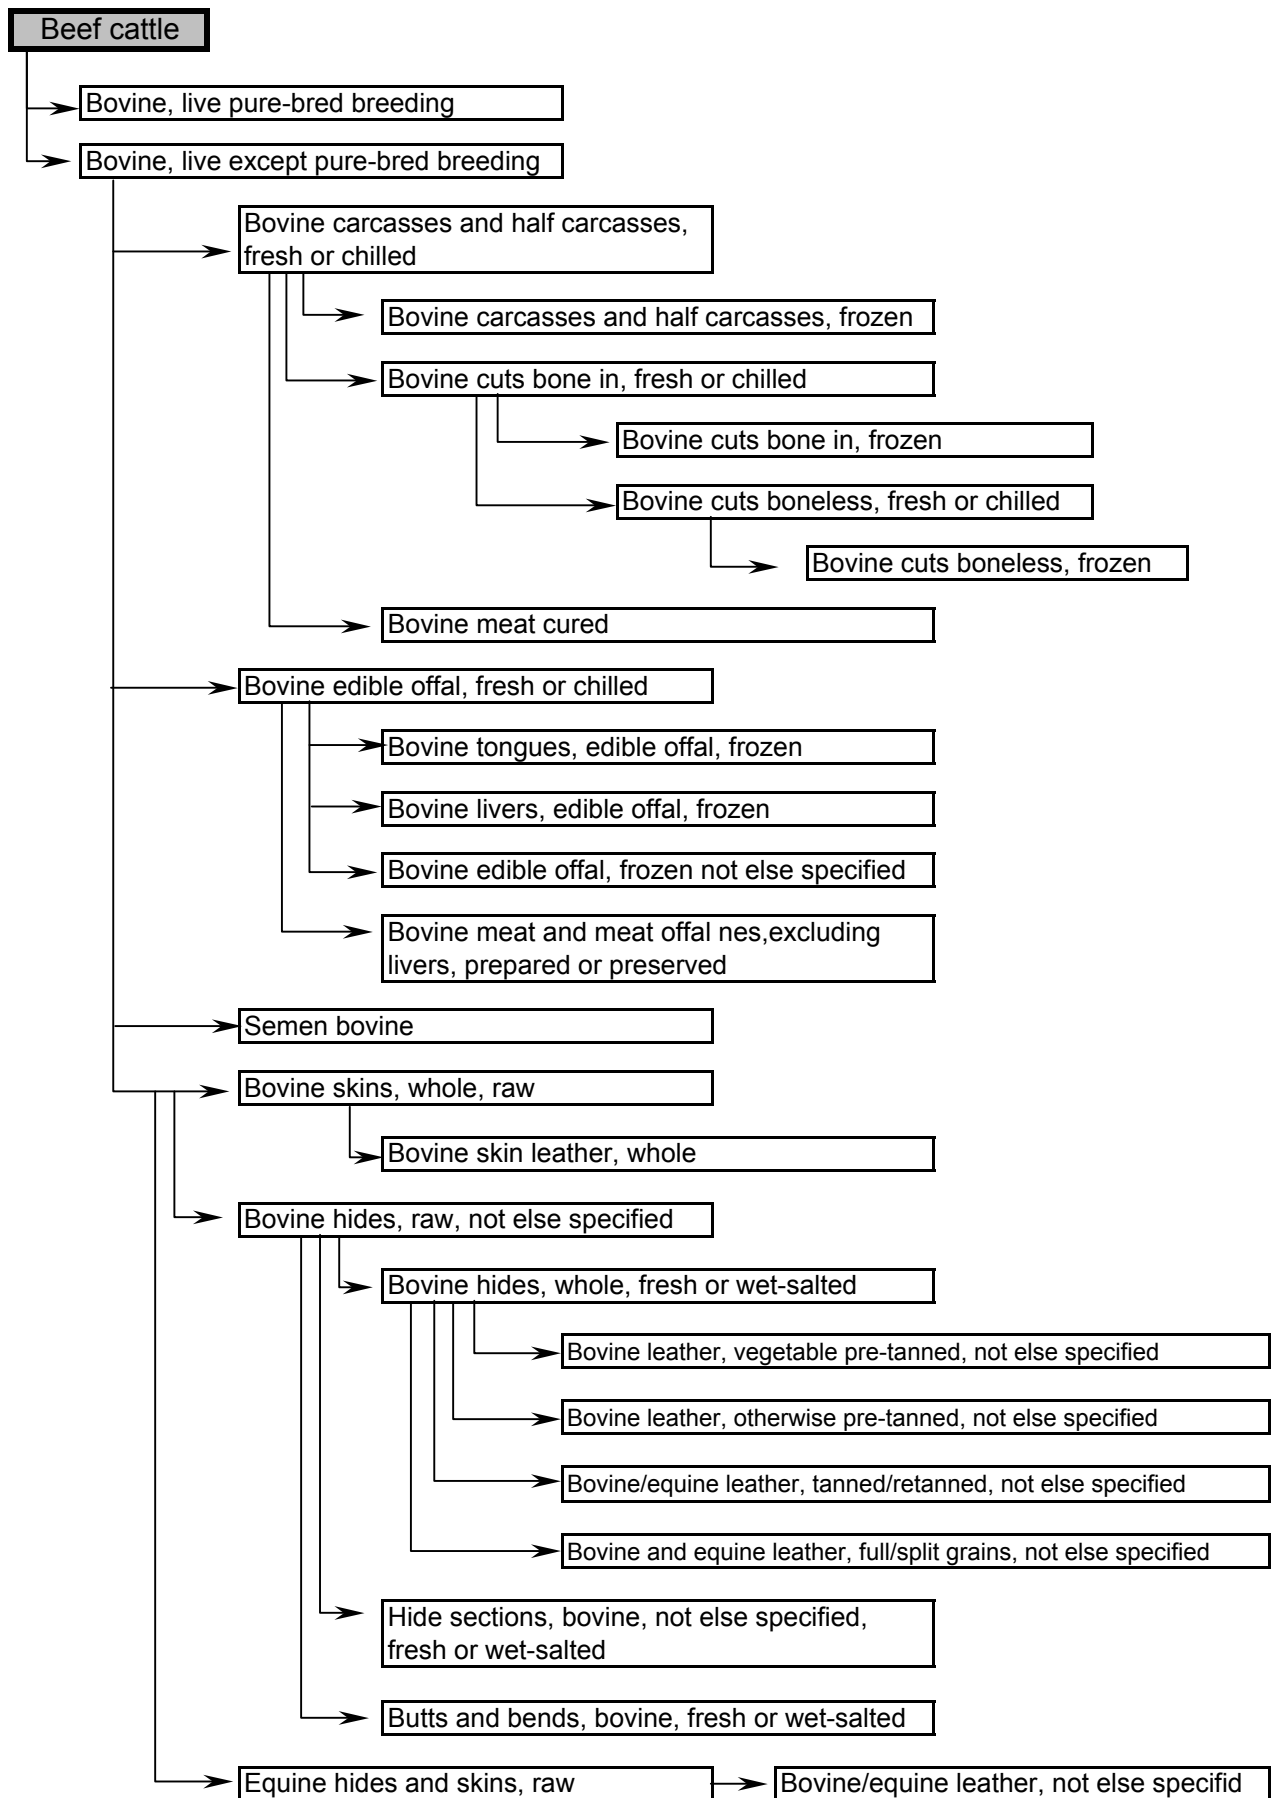 Beef cattle
Bovine, live pure-bred breeding
Bovine, live except pure-bred breeding
Bovine carcasses and half carcasses,
fresh or chilled
Bovine carcasses and half carcasses, frozen
Bovine cuts bone in, fresh or chilled
Bovine cuts bone in, frozen
Bovine cuts boneless, fresh or chilled
Bovine cuts boneless, frozen
Bovine meat cured
Bovine edible offal, fresh or chilled
Bovine tongues, edible offal, frozen
Bovine livers, edible offal, frozen
Bovine edible offal, frozen not else specified
Bovine meat and meat offal nes,excluding
livers, prepared or preserved
Semen bovine
Bovine skins, whole, raw
Bovine skin leather, whole
Bovine hides, raw, not else specified
Bovine hides, whole, fresh or wet-salted
Bovine leather, vegetable pre-tanned, not else specified
Bovine leather, otherwise pre-tanned, not else specified
Bovine/equine leather, tanned/retanned, not else specified
Bovine and equine leather, full/split grains, not else specified
Hide sections, bovine, not else specified,
fresh or wet-salted
Butts and bends, bovine, fresh or wet-salted
Equine hides and skins, raw
Bovine/equine leather, not else specifid